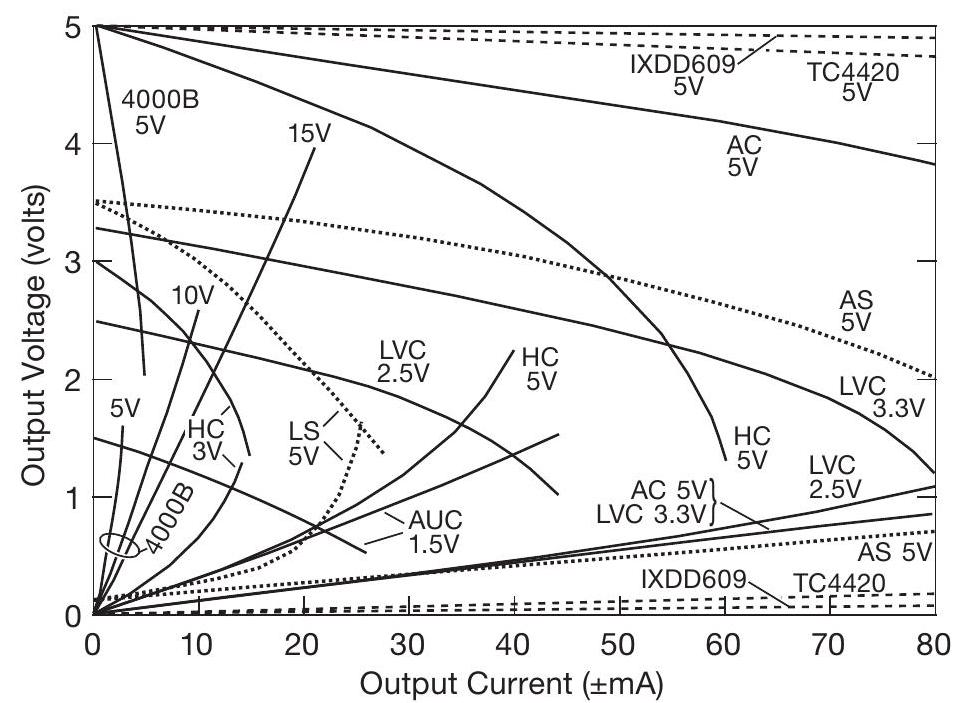 5
IXDD609
5V
TC4420
5V
4000B
5V
15V
4
AC
5V
3
10V
AS
5V
LVC
2.5V
HC
5V
2
LVC
3.3V
5V
HC
3V
LS
5V
HC
5V
LVC
2.5V
1
4000B
AUC
1.5V
AC 5V
LVC 3.3V
AS 5V
IXDD609
TC4420
0
0 10 20 30 40 50 60 70 80
Output Current (±mA)
Output Voltage (volts)